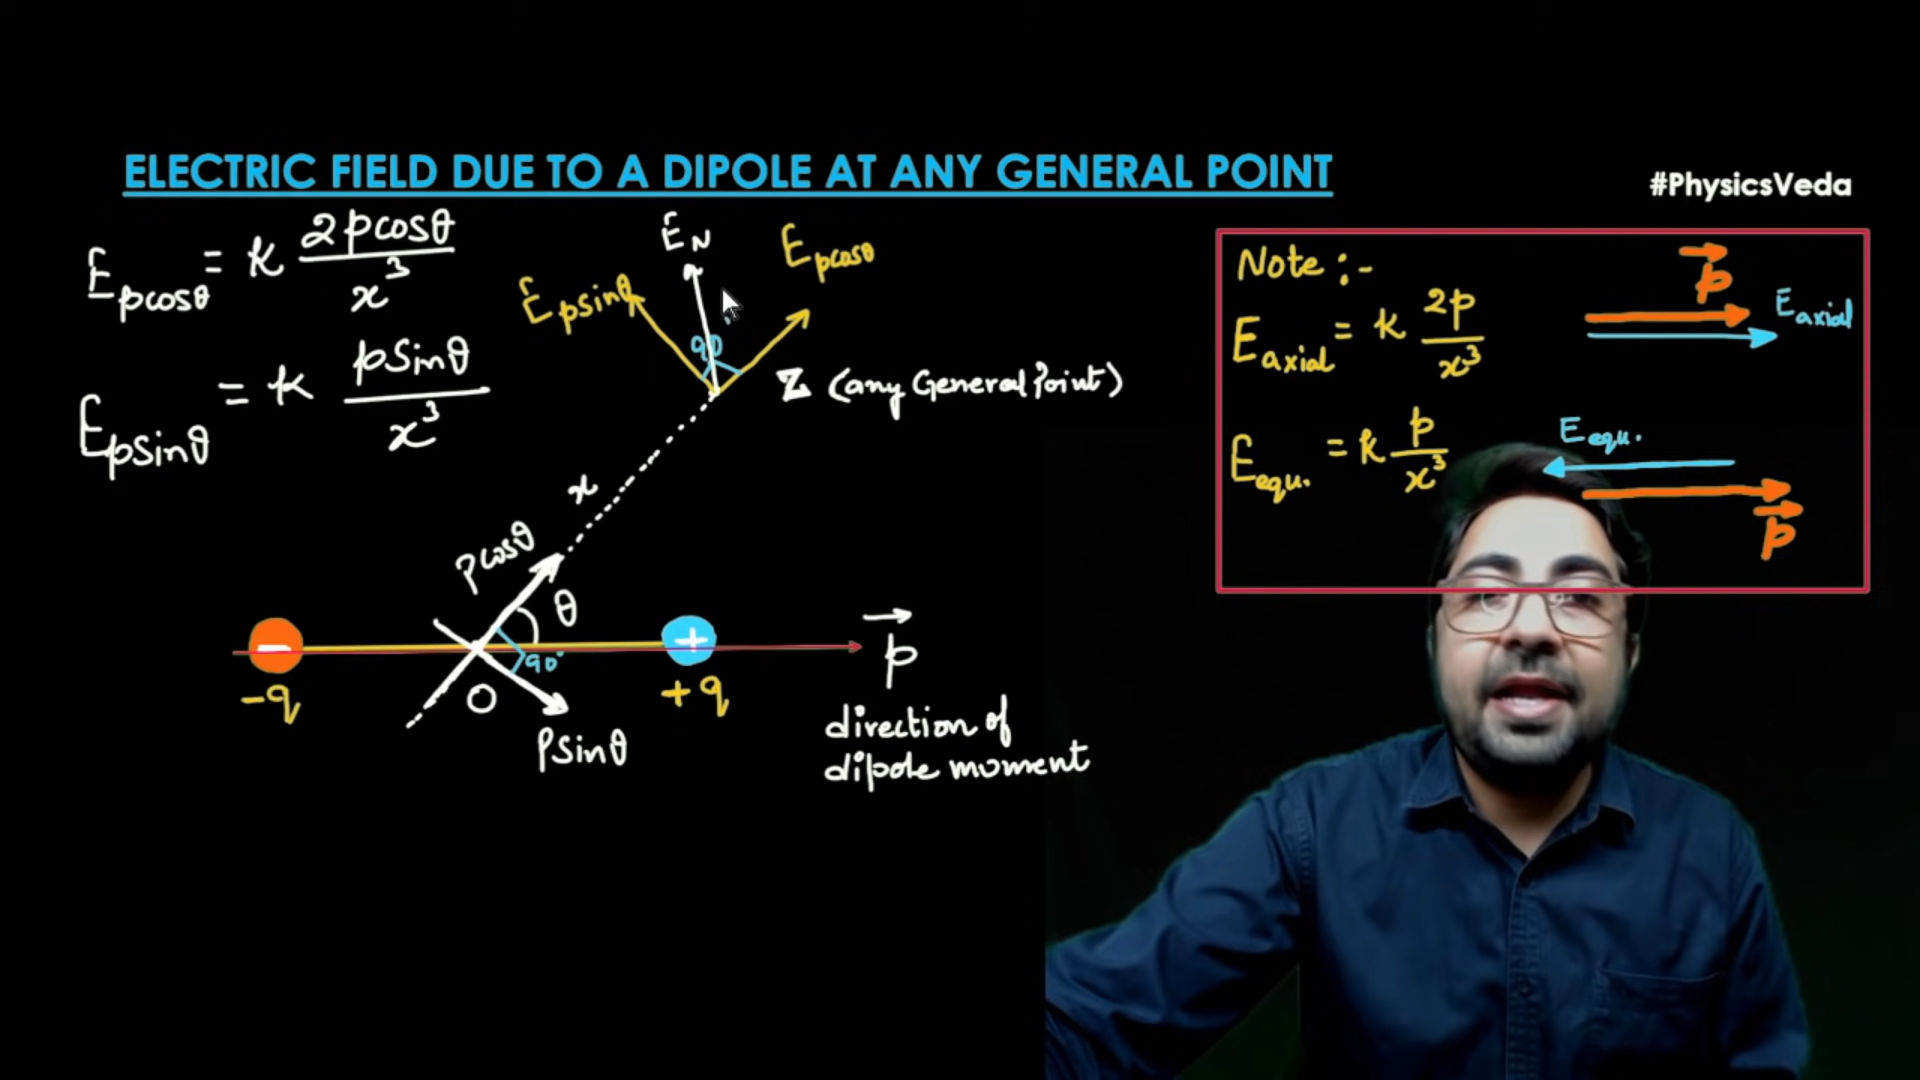 ELECTRIC FIELD DUE TO A DIPOLE AT ANY GENERAL POINT
#PhysicsVeda
E_pcosθ = k 2pcosθ / x³
E_psinθ = k psinθ / x³
E_N
E_pcosθ
E_psinθ
90°
Z (any General Point)
x
pcosθ
θ
90°
O
psinθ
-q
+q
p⃗
direction of
dipole moment
Note :-
E_axial = k 2p / x³
p⃗
E_axial
E_equ. = k p / x³
E_equ.
p⃗